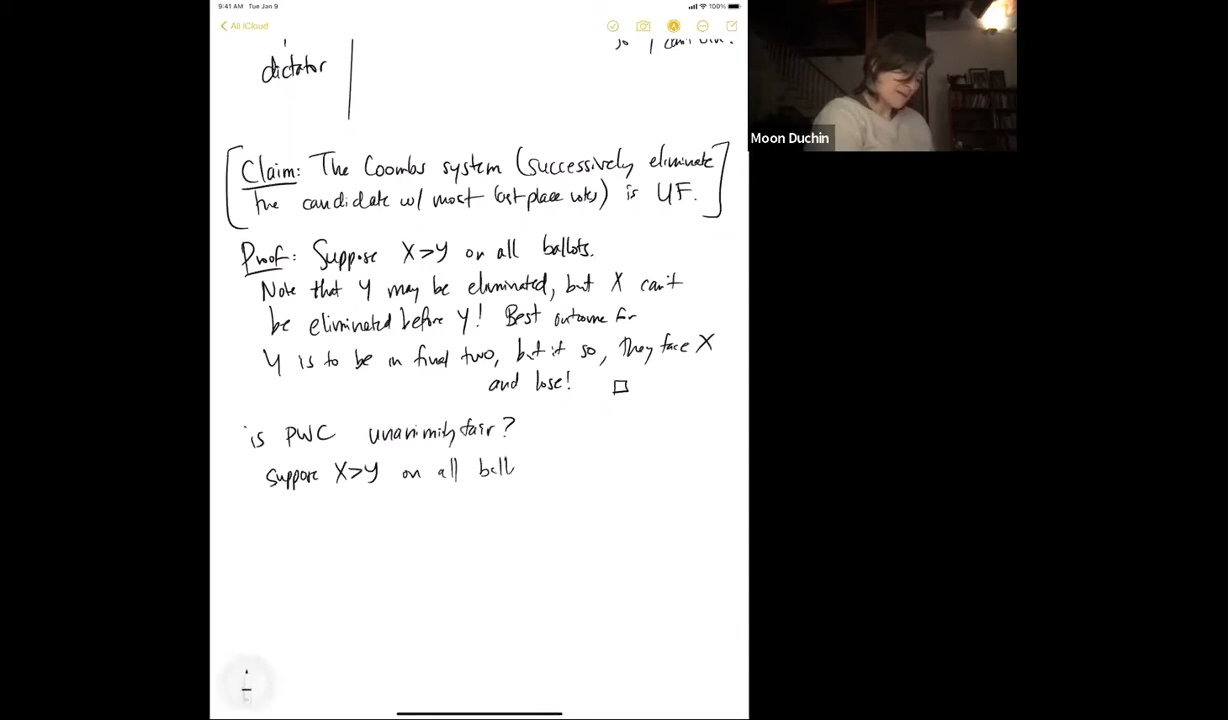 9:41 AM Tue Jan 9
100%
All iCloud
dictator
so I can't
[Claim: The Coombs system (successively eliminate
the candidate w/ most last place votes) is UF.]
Proof: Suppose X>Y on all ballots.
Note that Y may be eliminated, but X can't
be eliminated before Y! Best outcome for
Y is to be in final two, but if so, they face X
and lose! □
is PWC unanimity fair?
suppose X>Y on all ball
Moon Duchin